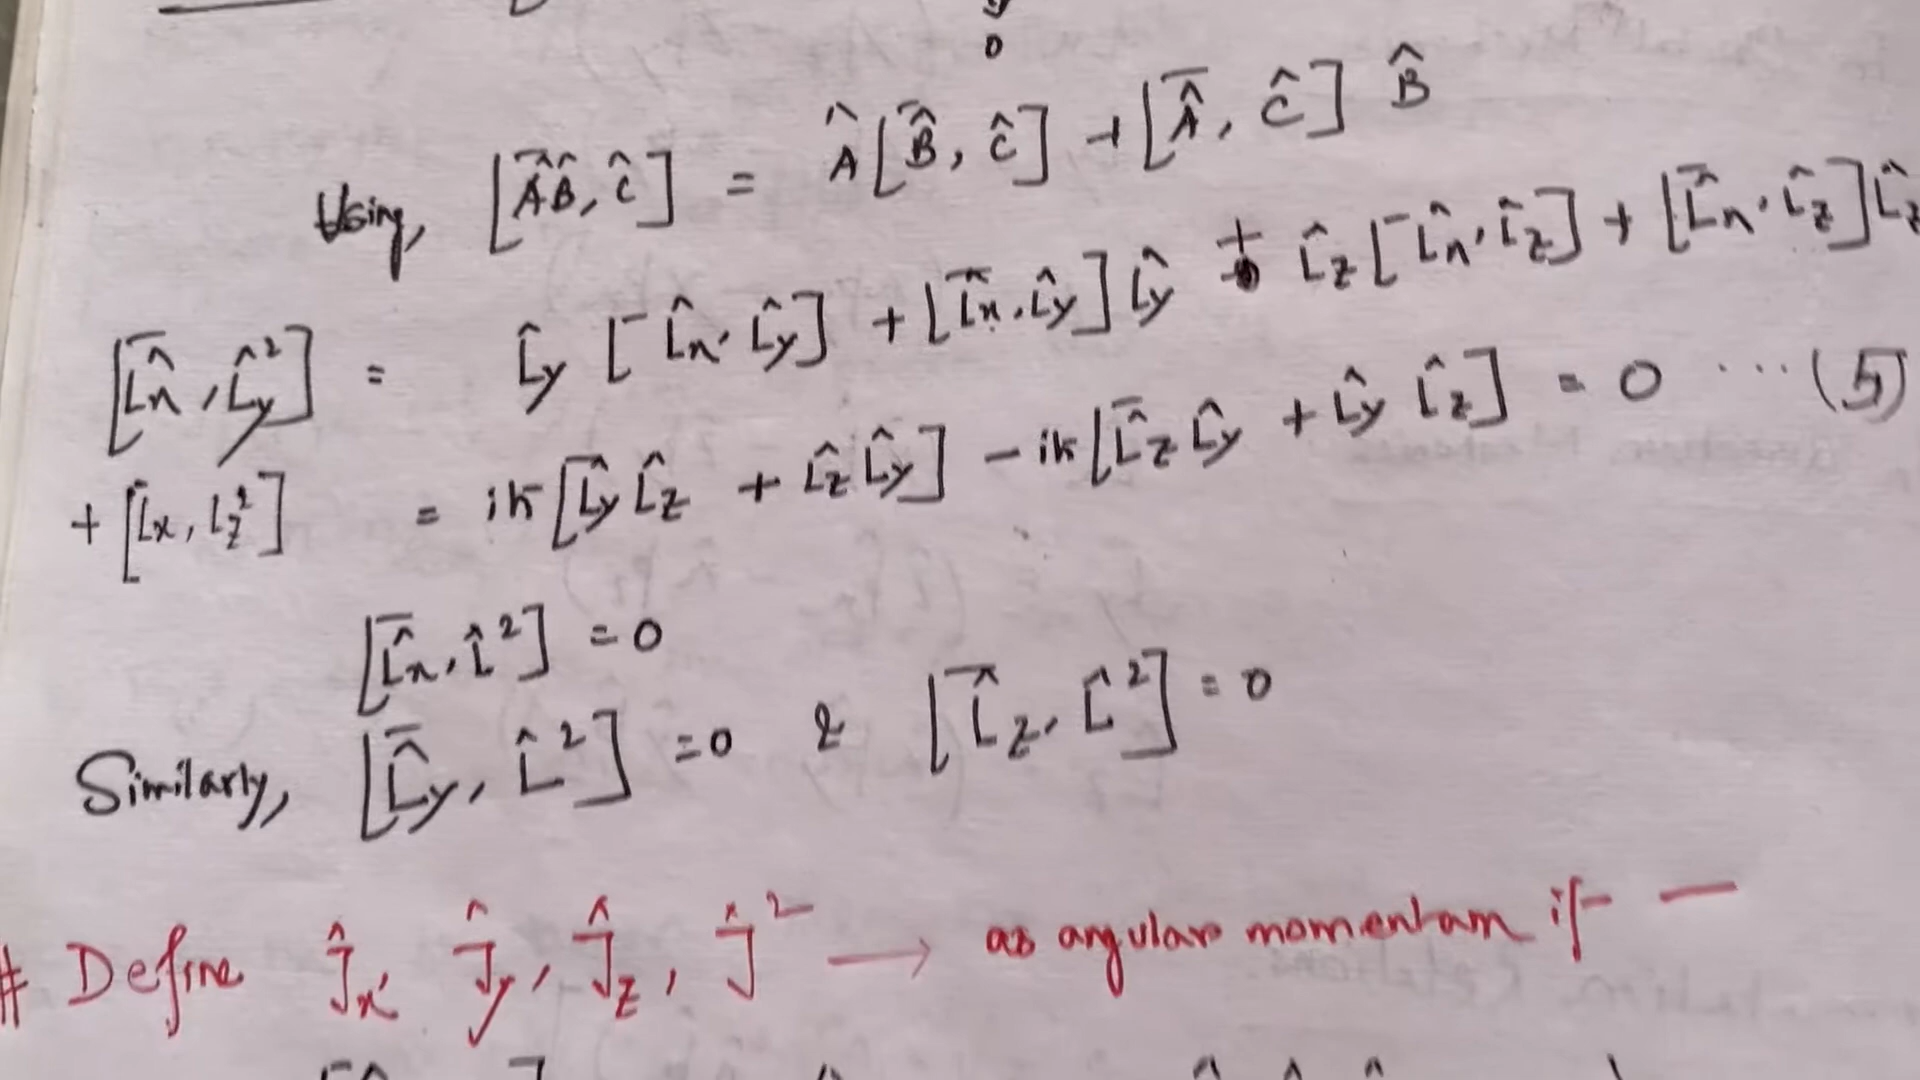 0
Using, [ÂB̂, Ĉ] = Â[B̂, Ĉ] + [Â, Ĉ] B̂
[L̂x, L̂y²] = L̂y [L̂x, L̂y] + [L̂x, L̂y] L̂y + L̂z [L̂x, L̂z] + [L̂x, L̂z] L̂z
+ [Lx, Lz²] = iħ [L̂y L̂z + L̂z L̂y] - iħ [L̂z L̂y + L̂y L̂z] = 0 ... (5)
[L̂x, L̂²] = 0
Similarly, [L̂y, L̂²] = 0 & [L̂z, L̂²] = 0
# Define Ĵx, Ĵy, Ĵz, Ĵ² → as angular momentum if —